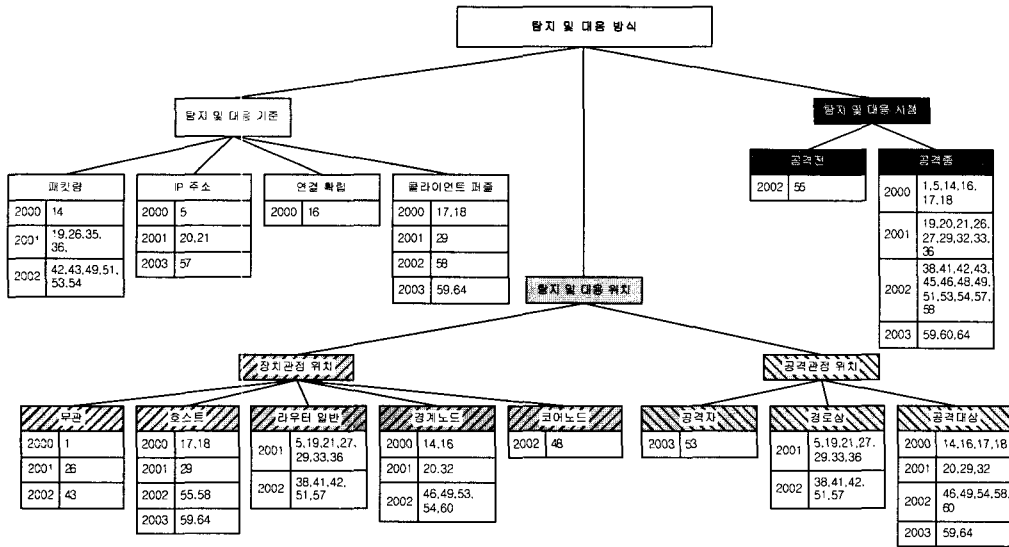 탐지 및 대응 방식
탐지 및 대응 기준
탐지 및 대응 시점
패킷량
2000 14
2001 19,26,35,
36,
2002 42,43,49,51,
53,54
IP 주소
2000 5
2001 20,21
2003 57
연결 확립
2000 16
클라이언트 퍼즐
2000 17,18
2001 29
2002 58
2003 59,64
공격전
2002 55
공격중
2000 1,5,14,16,
17,18
2001 19,20,21,26,
27,29,32,33,
36
2002 38,41,42,43,
45,46,48,49,
51,53,54,57,
58
2003 59,60,64
탐지 및 대응 위치
장치관점 위치
공격관점 위치
무관
2000 1
2001 26
2002 43
호스트
2000 17,18
2001 29
2002 55,58
2003 59,64
라우터 일반
2001 5,19,21,27,
29,33,36
2002 38,41,42,
51,57
경계노드
2000 14,16
2001 20,32
2002 46,49,53,
54,60
코어노드
2002 48
공격자
2003 53
경로상
2001 5,19,21,27,
29,33,36
2002 38,41,42,
51,57
공격대상
2000 14,16,17,18
2001 20,29,32
2002 46,49,54,58,
60
2003 59,64